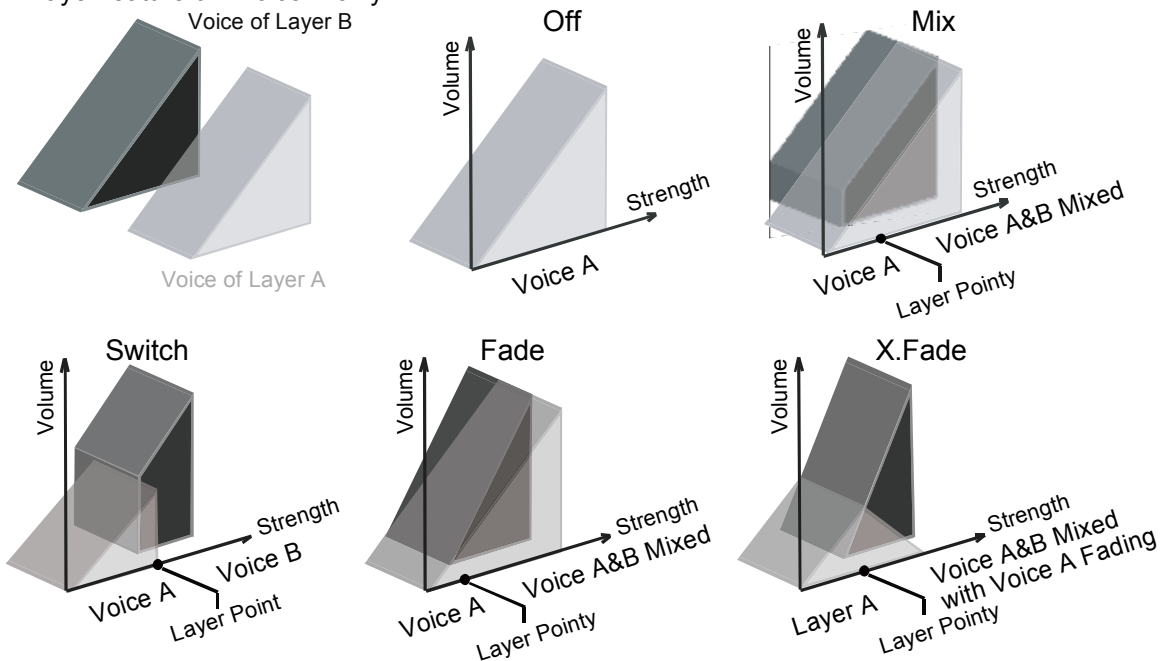 Voice of Layer B
Voice of Layer A
Off
Volume
Strength
Voice A
Mix
Volume
Strength
Voice A&B Mixed
Voice A
Layer Pointy
Switch
Volume
Strength
Voice B
Voice A
Layer Point
Fade
Volume
Strength
Voice A&B Mixed
Voice A
Layer Pointy
X.Fade
Volume
Strength
Voice A&B Mixed
with Voice A Fading
Layer A
Layer Pointy